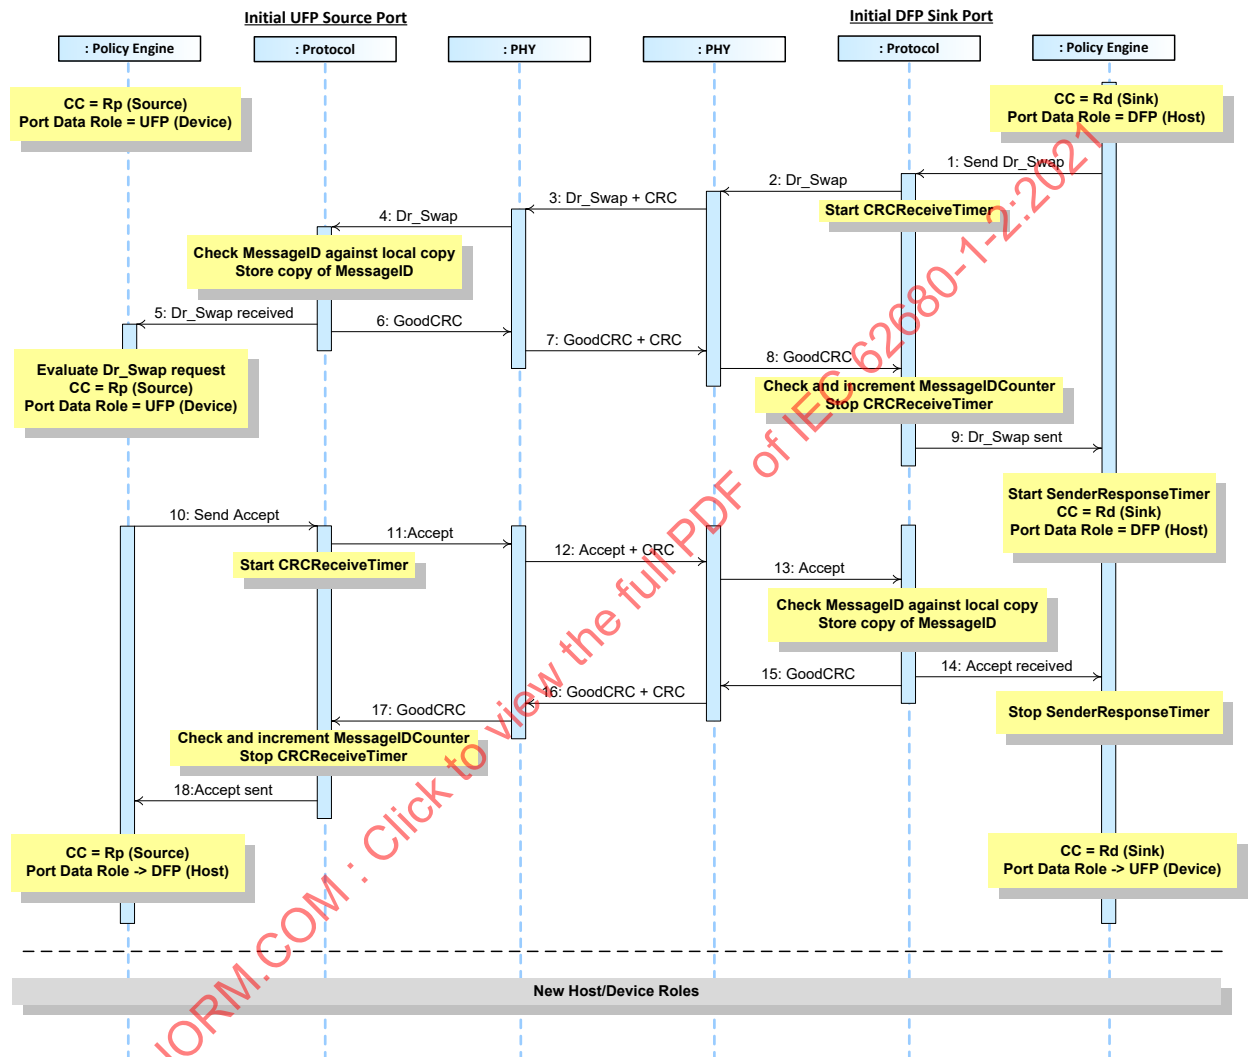 Initial UFP Source Port
Initial DFP Sink Port
: Policy Engine
: Protocol
: PHY
: PHY
: Protocol
: Policy Engine
CC = Rp (Source)
Port Data Role = UFP (Device)
CC = Rd (Sink)
Port Data Role = DFP (Host)
1: Send Dr_Swap
2: Dr_Swap
Start CRCReceiveTimer
3: Dr_Swap + CRC
4: Dr_Swap
Check MessageID against local copy
Store copy of MessageID
5: Dr_Swap received
6: GoodCRC
7: GoodCRC + CRC
8: GoodCRC
Evaluate Dr_Swap request
CC = Rp (Source)
Port Data Role = UFP (Device)
Check and increment MessageIDCounter
Stop CRCReceiveTimer
9: Dr_Swap sent
Start SenderResponseTimer
CC = Rd (Sink)
Port Data Role = DFP (Host)
10: Send Accept
11:Accept
Start CRCReceiveTimer
12: Accept + CRC
13: Accept
Check MessageID against local copy
Store copy of MessageID
14: Accept received
15: GoodCRC
16: GoodCRC + CRC
17: GoodCRC
Stop SenderResponseTimer
Check and increment MessageIDCounter
Stop CRCReceiveTimer
18:Accept sent
CC = Rp (Source)
Port Data Role -> DFP (Host)
CC = Rd (Sink)
Port Data Role -> UFP (Device)
New Host/Device Roles
NORM.COM : Click to view the full PDF of IEC 62680-1-2:2021